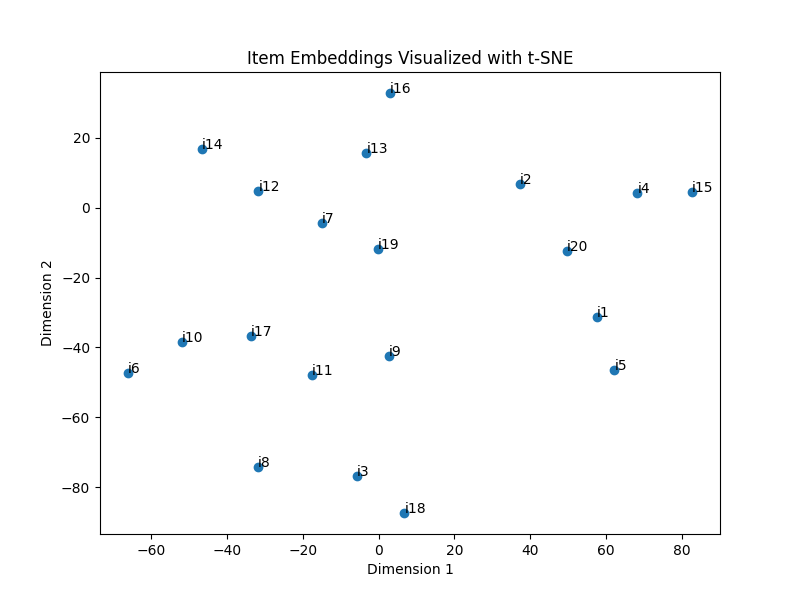 Item Embeddings Visualized with t-SNE
i16
i14
i13
i12
i2
i4
i15
i7
i19
i20
i1
i17
i10
i9
i5
i6
i11
i8
i3
i18
20
0
−20
−40
−60
−80
Dimension 2
−60
−40
−20
0
20
40
60
80
Dimension 1